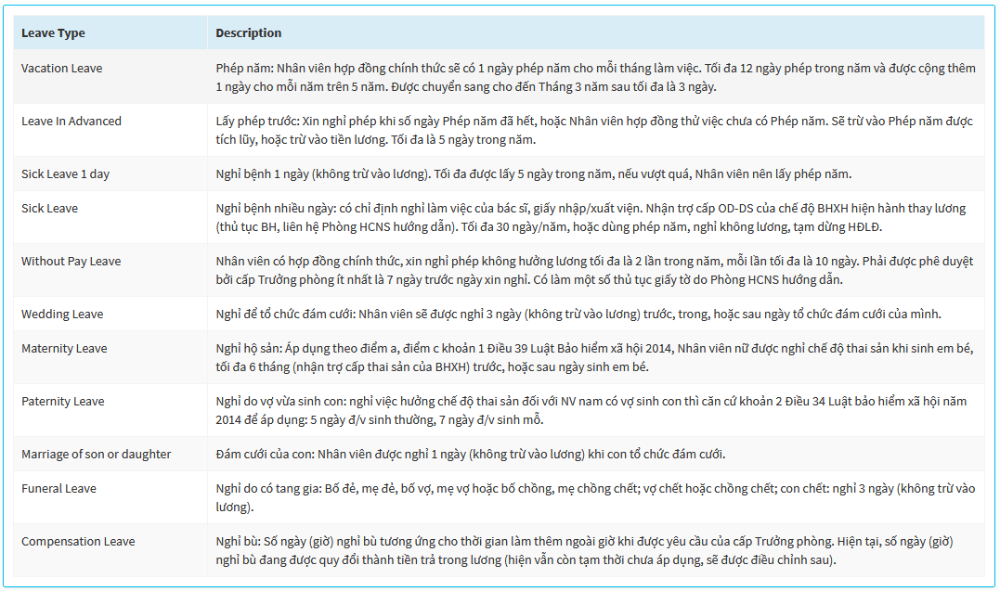 Leave Type Description
Vacation Leave Phép năm: Nhân viên hợp đồng chính thức sẽ có 1 ngày phép năm cho mỗi tháng làm việc. Tối đa 12 ngày phép trong năm và được cộng thêm
1 ngày cho mỗi năm trên 5 năm. Được chuyển sang cho đến Tháng 3 năm sau tối đa là 3 ngày.
Leave In Advanced Lấy phép trước: Xin nghỉ phép khi số ngày Phép năm đã hết, hoặc Nhân viên hợp đồng thử việc chưa có Phép năm. Sẽ trừ vào Phép năm được
tích lũy, hoặc trừ vào tiền lương. Tối đa là 5 ngày trong năm.
Sick Leave 1 day Nghỉ bệnh 1 ngày (không trừ vào lương). Tối đa được lấy 5 ngày trong năm, nếu vượt quá, Nhân viên nên lấy phép năm.
Sick Leave Nghỉ bệnh nhiều ngày: có chỉ định nghỉ làm việc của bác sĩ, giấy nhập/xuất viện. Nhận trợ cấp OD-DS của chế độ BHXH hiện hành thay lương
(thủ tục BH, liên hệ Phòng HCNS hướng dẫn). Tối đa 30 ngày/năm, hoặc dùng phép năm, nghỉ không lương, tạm dừng HĐLĐ.
Without Pay Leave Nhân viên có hợp đồng chính thức, xin nghỉ phép không hưởng lương tối đa là 2 lần trong năm, mỗi lần tối đa là 10 ngày. Phải được phê duyệt
bởi cấp Trưởng phòng ít nhất là 7 ngày trước ngày xin nghỉ. Có làm một số thủ tục giấy tờ do Phòng HCNS hướng dẫn.
Wedding Leave Nghỉ để tổ chức đám cưới: Nhân viên sẽ được nghỉ 3 ngày (không trừ vào lương) trước, trong, hoặc sau ngày tổ chức đám cưới của mình.
Maternity Leave Nghỉ hộ sản: Áp dụng theo điểm a, điểm c khoản 1 Điều 39 Luật Bảo hiểm xã hội 2014, Nhân viên nữ được nghỉ chế độ thai sản khi sinh em bé,
tối đa 6 tháng (nhận trợ cấp thai sản của BHXH) trước, hoặc sau ngày sinh em bé.
Paternity Leave Nghỉ do vợ vừa sinh con: nghỉ việc hưởng chế độ thai sản đối với NV nam có vợ sinh con thì căn cứ khoản 2 Điều 34 Luật bảo hiểm xã hội năm
2014 để áp dụng: 5 ngày đ/v sinh thường, 7 ngày đ/v sinh mổ.
Marriage of son or daughter Đám cưới của con: Nhân viên được nghỉ 1 ngày (không trừ vào lương) khi con tổ chức đám cưới.
Funeral Leave Nghỉ do có tang gia: Bố đẻ, mẹ đẻ, bố vợ, mẹ vợ hoặc bố chồng, mẹ chồng chết; vợ chết hoặc chồng chết; con chết: nghỉ 3 ngày (không trừ vào
lương).
Compensation Leave Nghỉ bù: Số ngày (giờ) nghỉ bù tương ứng cho thời gian làm thêm ngoài giờ khi được yêu cầu của cấp Trưởng phòng. Hiện tại, số ngày (giờ)
nghỉ bù đang được quy đổi thành tiền trả trong lương (hiện vẫn còn tạm thời chưa áp dụng, sẽ được điều chỉnh sau).